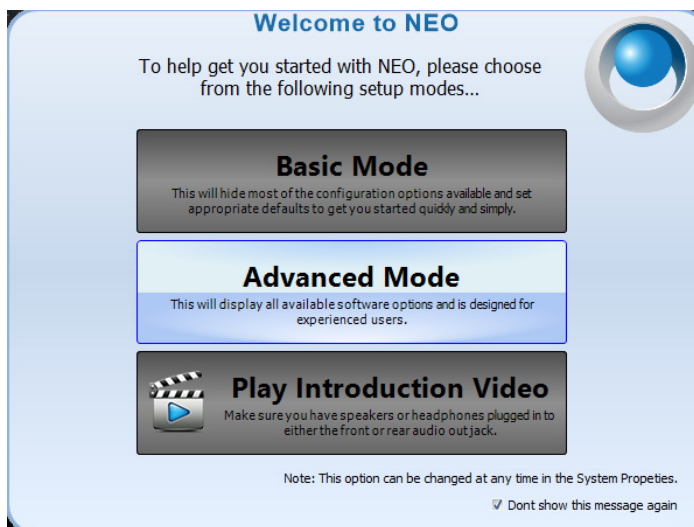 Welcome to NEO
To help get you started with NEO, please choose
from the following setup modes...
Basic Mode
This will hide most of the configuration options available and set
appropriate defaults to get you started quickly and simply.
Advanced Mode
This will display all available software options and is designed for
experienced users.
Play Introduction Video
Make sure you have speakers or headphones plugged in to
either the front or rear audio out jack.
Note: This option can be changed at any time in the System Propeties.
Dont show this message again